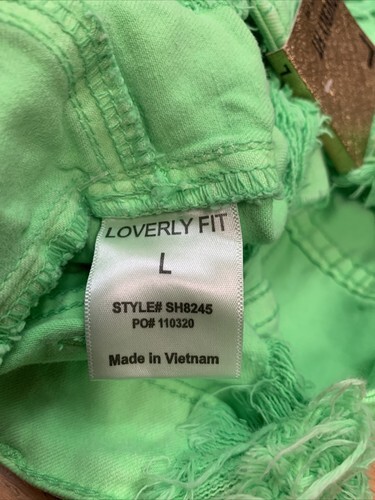 LOVERLY FIT
L
STYLE# SH8245
PO# 110320
Made in Vietnam